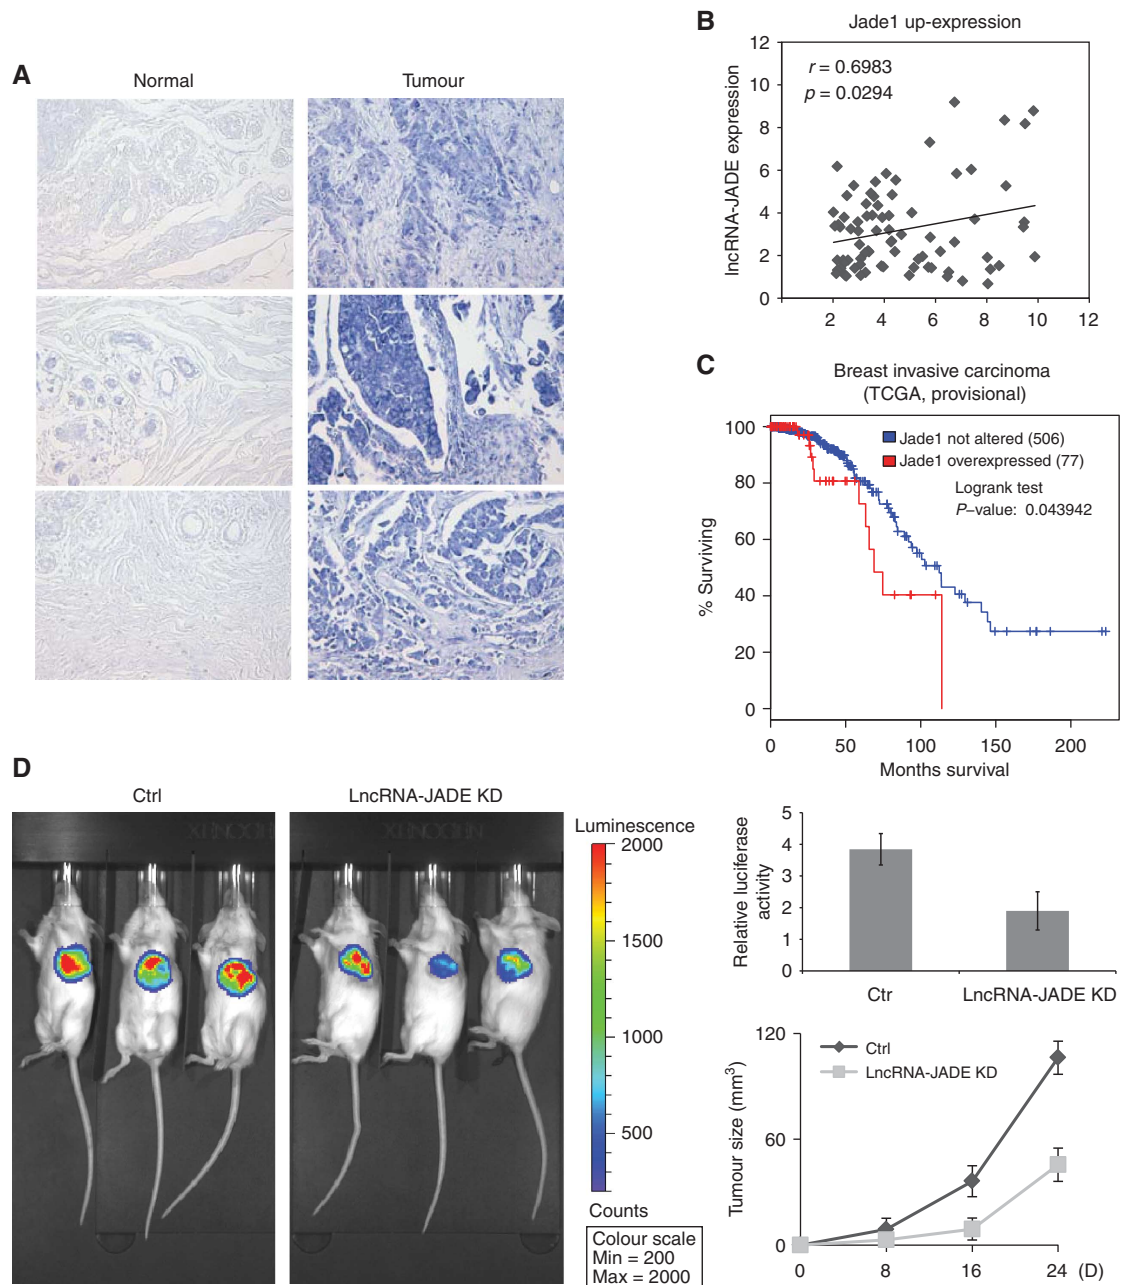 A
Normal
Tumour
B
Jade1 up-expression
r = 0.6983
p = 0.0294
lncRNA-JADE expression
12
10
8
6
4
2
0
2
4
6
8
10
12
C
Breast invasive carcinoma
(TCGA, provisional)
Jade1 not altered (506)
Jade1 overexpressed (77)
Logrank test
P–value: 0.043942
% Surviving
100
80
60
40
20
0
0
50
100
150
200
Months survival
D
Ctrl
LncRNA-JADE KD
Luminescence
2000
1500
1000
500
Counts
Colour scale
Min = 200
Max = 2000
Relative luciferase
activity
5
4
3
2
1
0
Ctr
LncRNA-JADE KD
Tumour size (mm³)
120
60
0
Ctrl
LncRNA-JADE KD
0
8
16
24
(D)